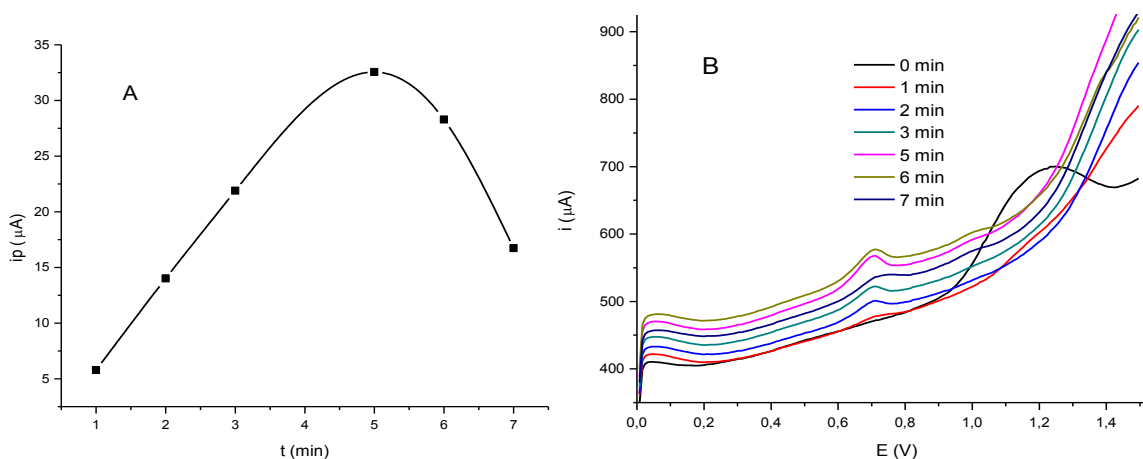 A
35
30
25
20
15
10
5
ip (μA)
1
2
3
4
5
6
7
t (min)
B
0 min
1 min
2 min
3 min
5 min
6 min
7 min
900
800
700
600
500
400
i (μA)
0,0
0,2
0,4
0,6
0,8
1,0
1,2
1,4
E (V)